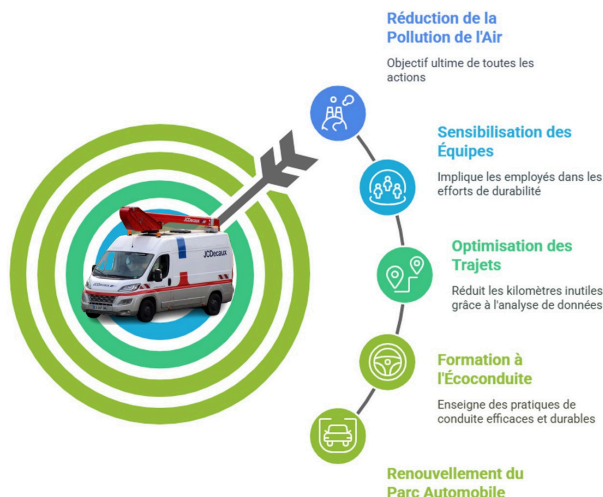 Réduction de la
Pollution de l'Air
Objectif ultime de toutes les
actions
Sensibilisation des
Équipes
Implique les employés dans les
efforts de durabilité
JCDecaux
Optimisation des
Trajets
Réduit les kilomètres inutiles
grâce à l'analyse de données
Formation à
l'Écoconduite
Enseigne des pratiques de
conduite efficaces et durables
Renouvellement du
Parc Automobile